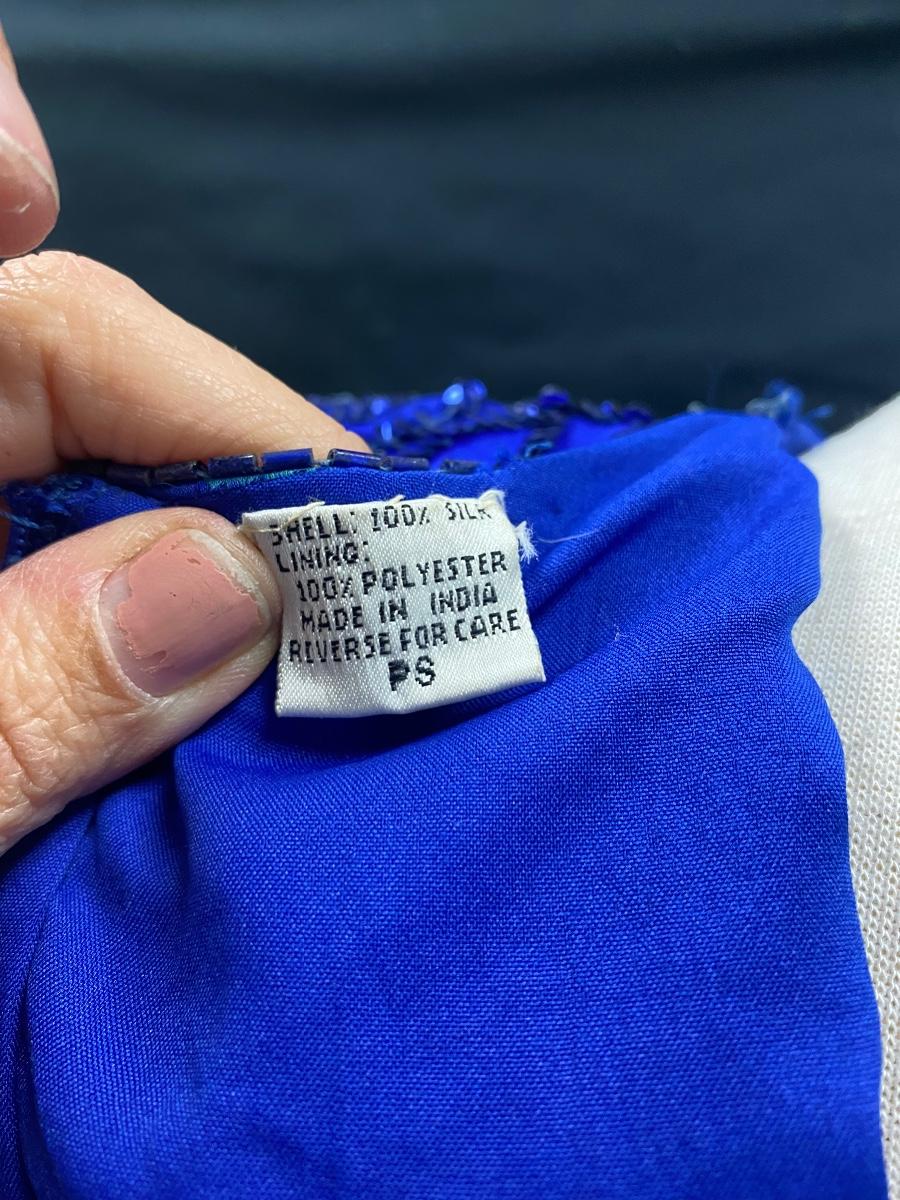 SHELL: 100% SILK
LINING:
100% POLYESTER
MADE IN INDIA
REVERSE FOR CARE
PS